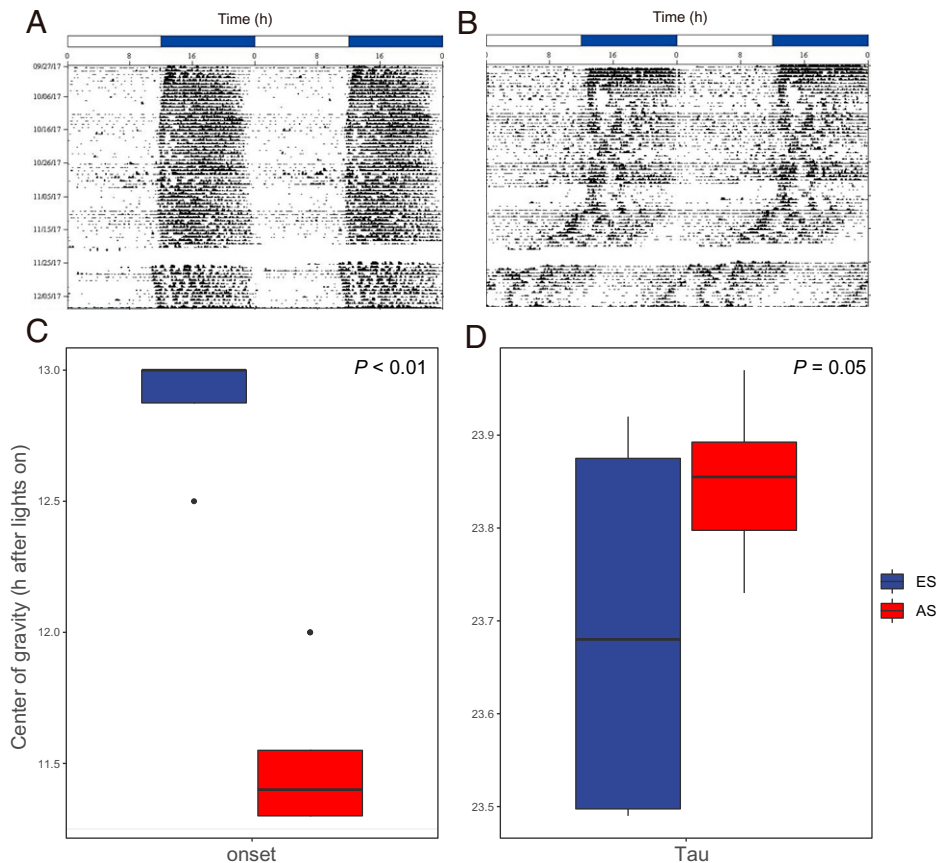 A
Time (h)
0 8 16 0 8 16 0
09/27/17
10/06/17
10/16/17
10/26/17
11/05/17
11/15/17
11/25/17
12/05/17
B
Time (h)
0 8 16 0 8 16 0
C
P < 0.01
Center of gravity (h after lights on)
13.0
12.5
12.0
11.5
onset
D
P = 0.05
23.9
23.8
23.7
23.6
23.5
Tau
ES
AS